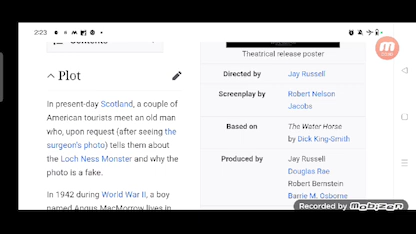 2:23
Contents
Plot
In present-day Scotland, a couple of
American tourists meet an old man
who, upon request (after seeing the
surgeon's photo) tells them about
the Loch Ness Monster and why the
photo is a fake.
In 1942 during World War II, a boy
named Angus MacMorrow lives in
Theatrical release poster
Directed by
Jay Russell
Screenplay by
Robert Nelson
Jacobs
Based on
The Water Horse
by Dick King-Smith
Produced by
Jay Russell
Douglas Rae
Robert Bernstein
Barrie M. Osborne
Recorded by Mobizen